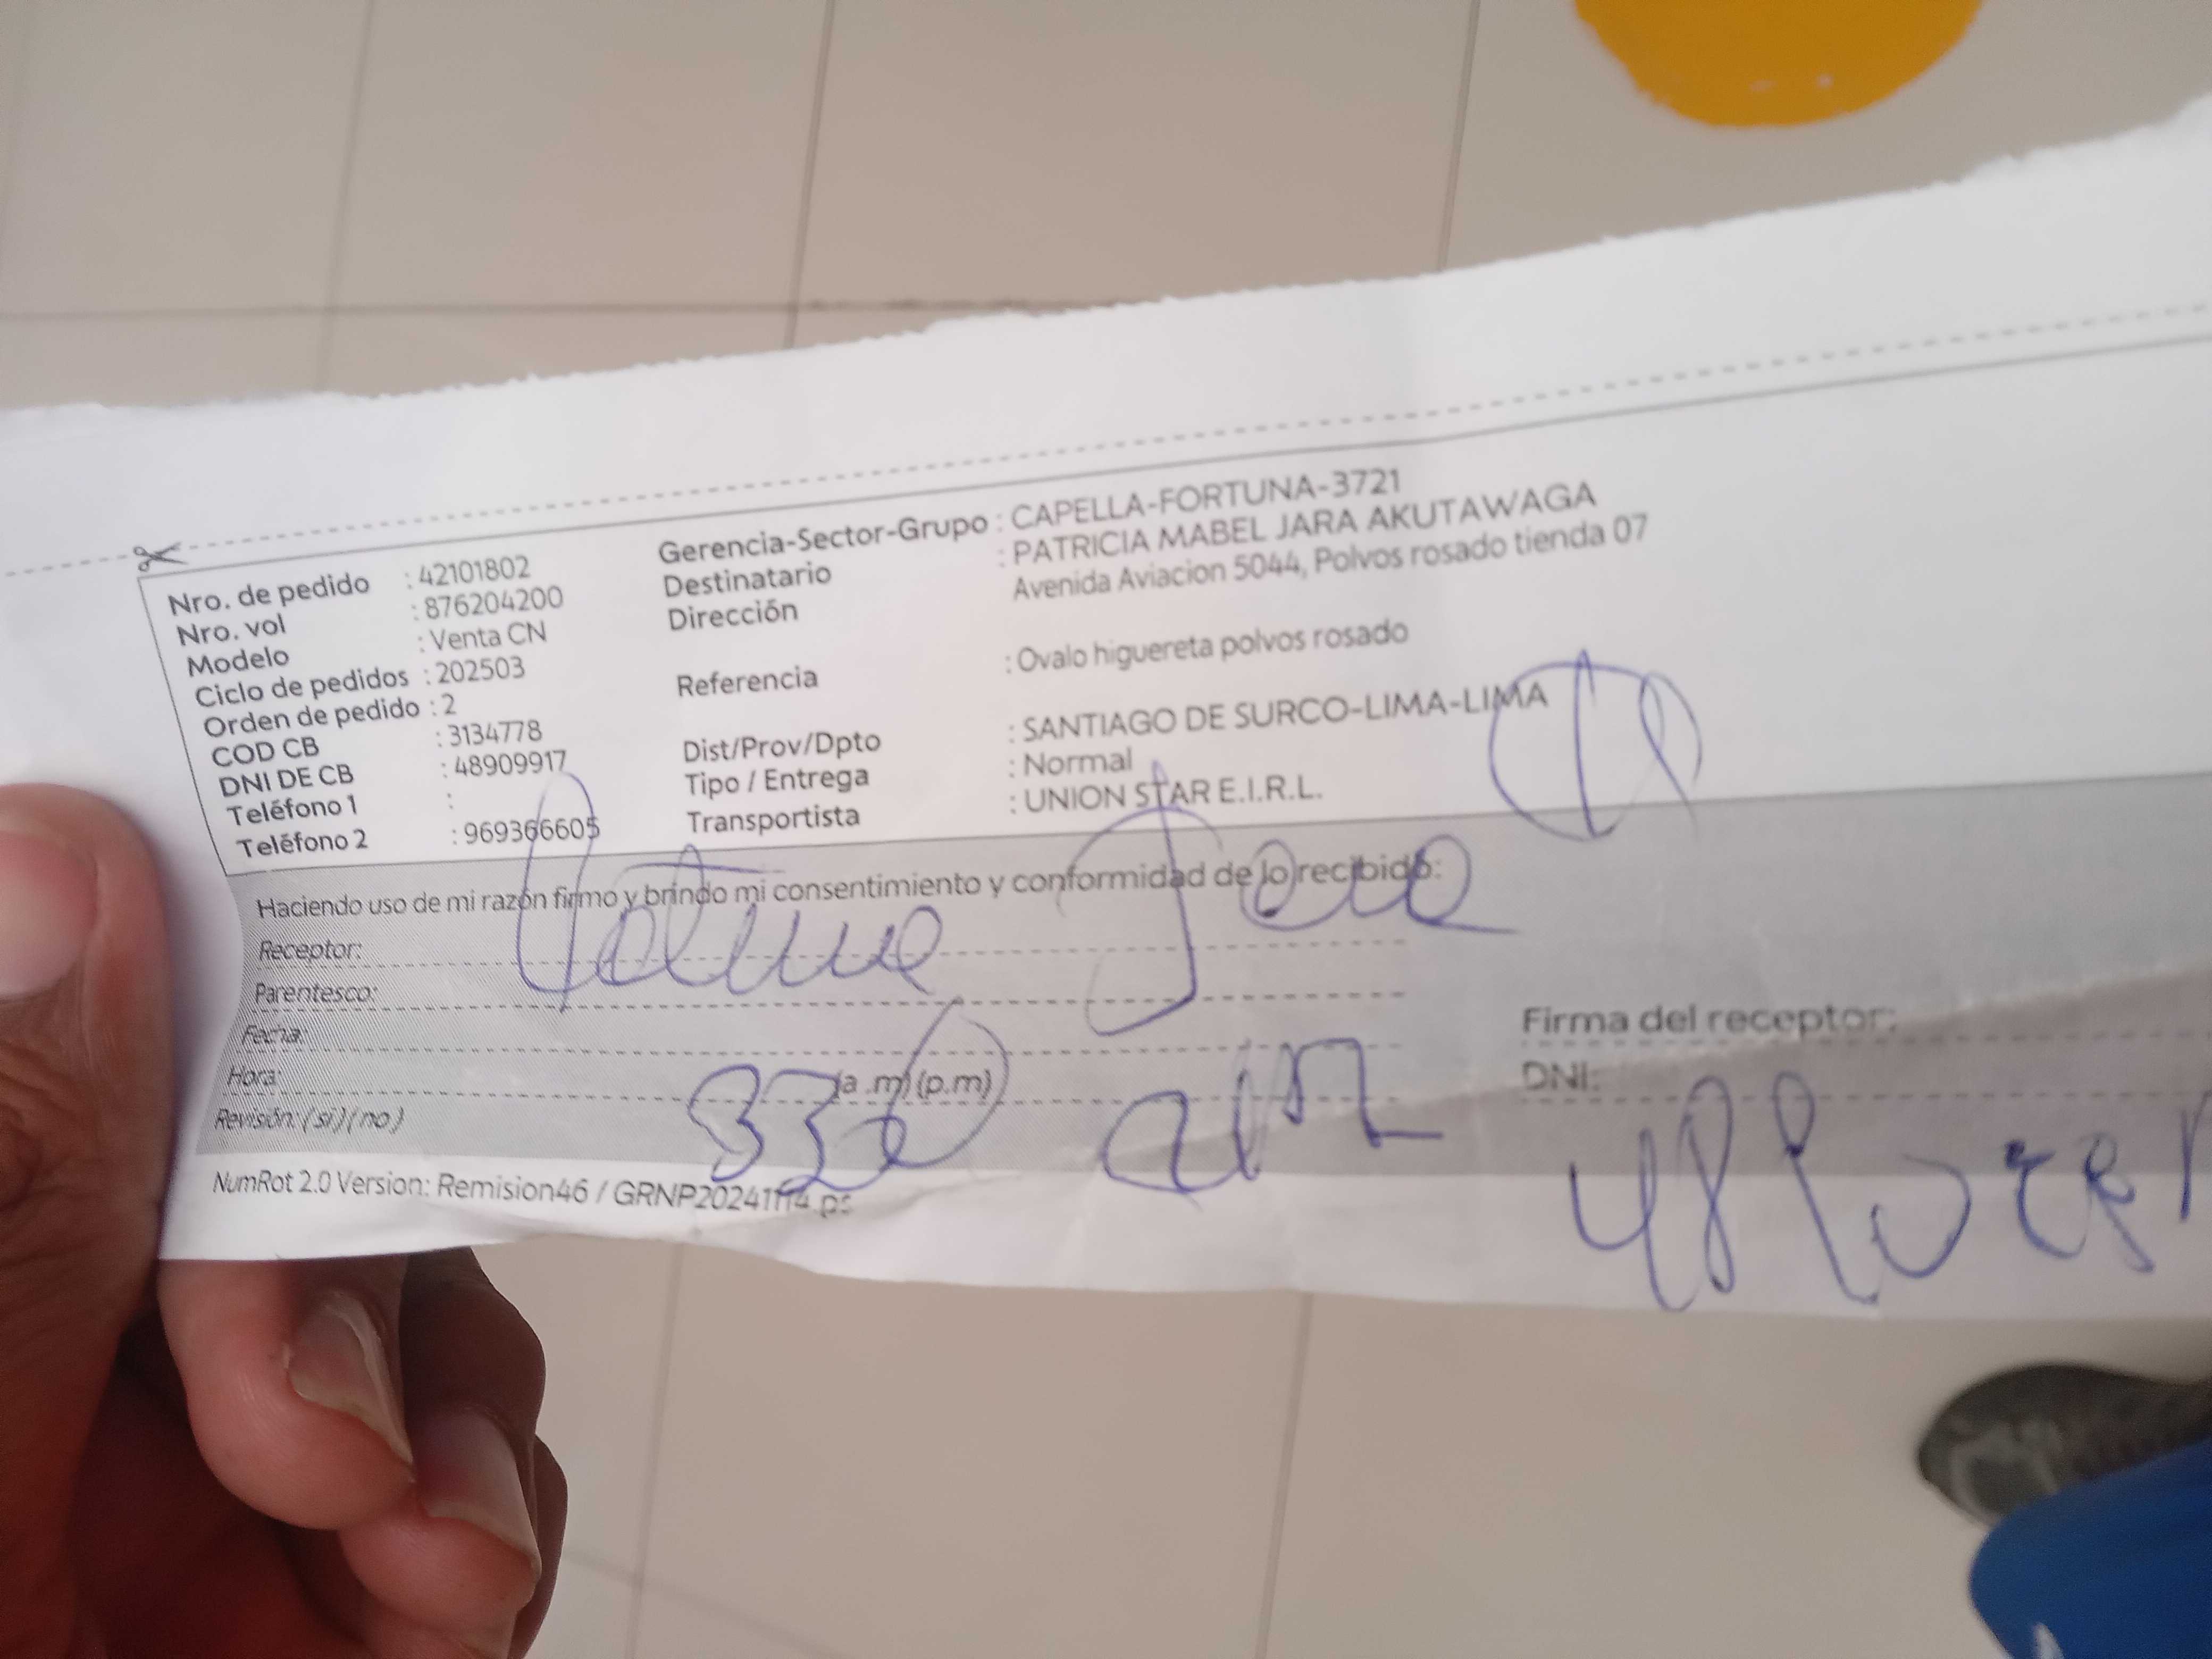 Nro. de pedido : 42101802
Nro. vol : 876204200
Modelo : Venta CN
Ciclo de pedidos : 202503
Orden de pedido : 2
COD CB : 3134778
DNI DE CB : 48909917
Teléfono 1 :
Teléfono 2 : 969366605
Gerencia-Sector-Grupo : CAPELLA-FORTUNA-3721
Destinatario : PATRICIA MABEL JARA AKUTAWAGA
Dirección Avenida Aviacion 5044, Polvos rosado tienda 07
Referencia : Ovalo higuereta polvos rosado
Dist/Prov/Dpto : SANTIAGO DE SURCO-LIMA-LIMA
Tipo / Entrega : Normal
Transportista : UNION STAR E.I.R.L.
Haciendo uso de mi razón firmo y brindo mi consentimiento y conformidad de lo recibido:
Receptor:
Parentesco:
Fecha:
Hora: (a .m) (p.m)
Revisión: (si) (no)
Firma del receptor:
DNI:
NumRot 2.0 Version: Remision46 / GRNP20241114.ps